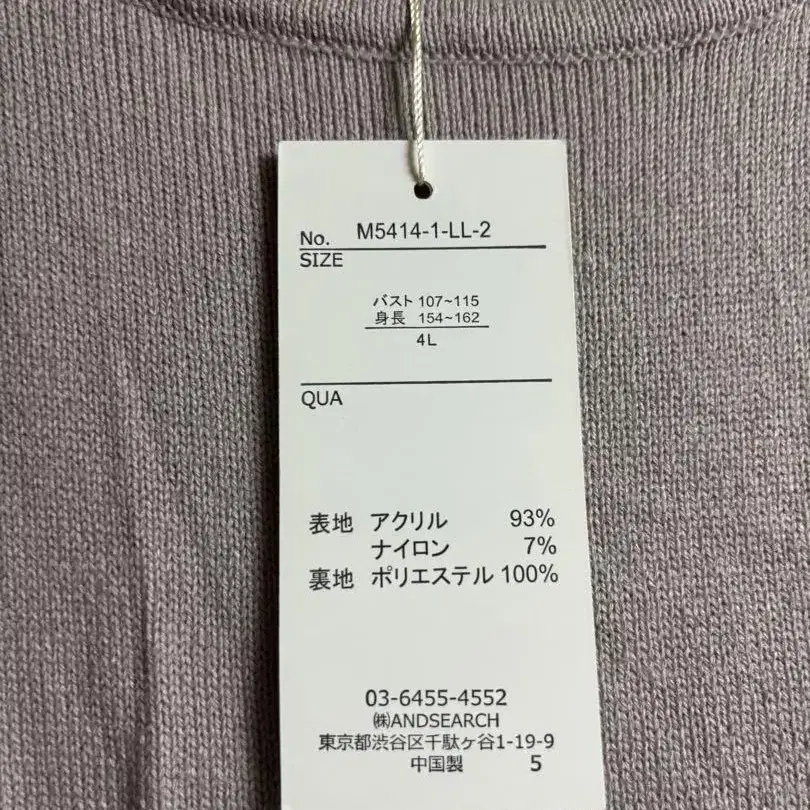 No. M5414-1-LL-2
SIZE
バスト 107~115
身長 154~162
4L
QUA
表地 アクリル 93%
ナイロン 7%
裏地 ポリエステル 100%
03-6455-4552
㈱ANDSEARCH
東京都渋谷区千駄ヶ谷1-19-9
中国製 5